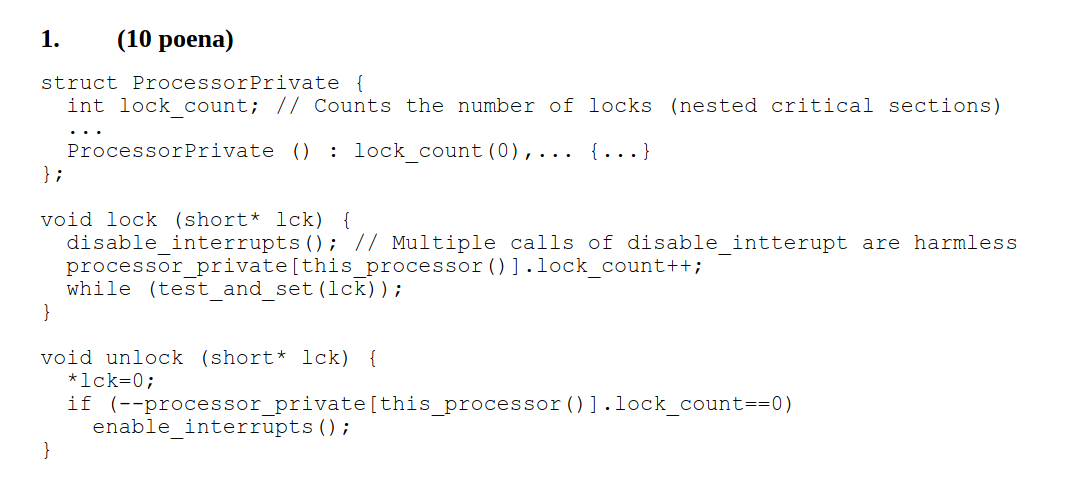 1. (10 poena)
struct ProcessorPrivate {
  int lock_count; // Counts the number of locks (nested critical sections)
  ...
  ProcessorPrivate () : lock_count(0),... {...}
};

void lock (short* lck) {
  disable_interrupts(); // Multiple calls of disable_intterupt are harmless
  processor_private[this_processor()].lock_count++;
  while (test_and_set(lck));
}

void unlock (short* lck) {
  *lck=0;
  if (--processor_private[this_processor()].lock_count==0)
    enable_interrupts();
}